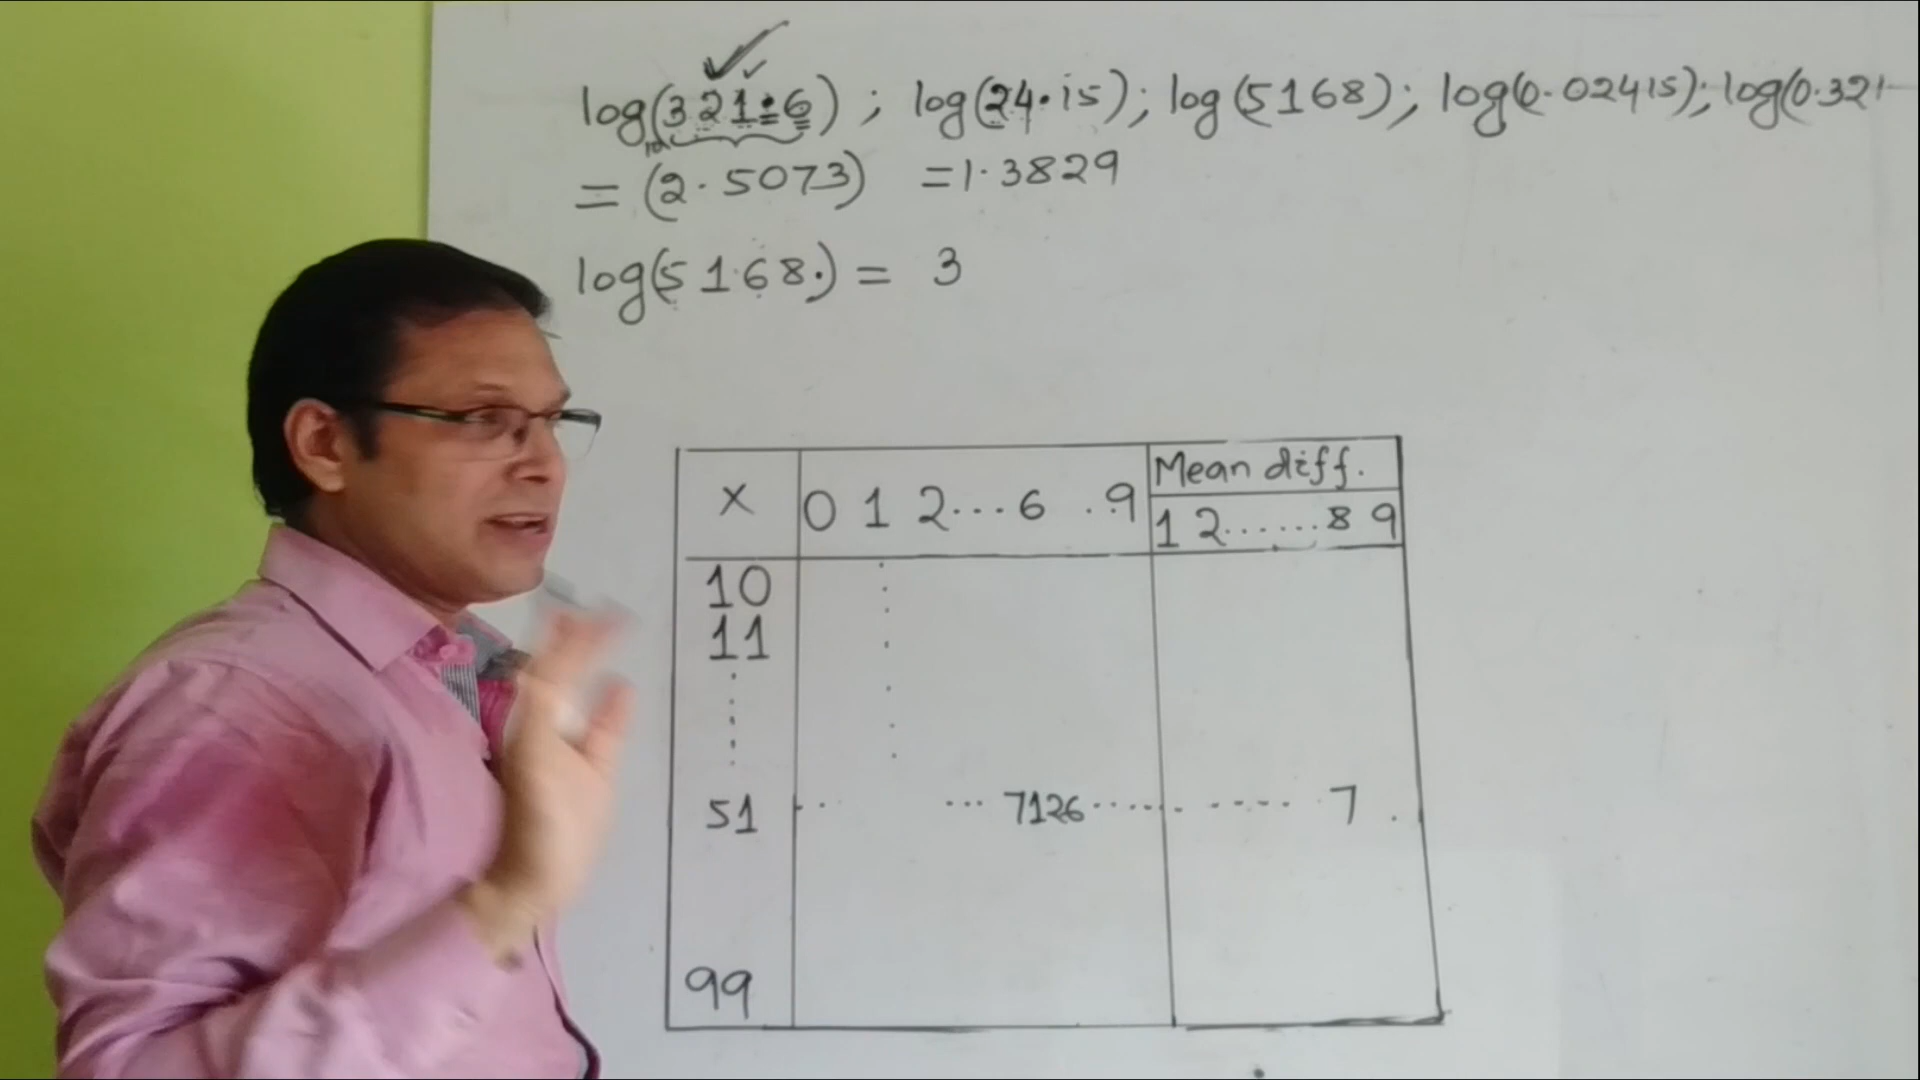 log(321.6) ; log(24.15); log(5168); log(0.02415); log(0.321
10
= (2.5073) =1.3829
log(5168.) = 3
X 0 1 2...6 ..9 Mean diff.
1 2......8 9
10
11
51 ... 7126 ..... ---- 7 .
99